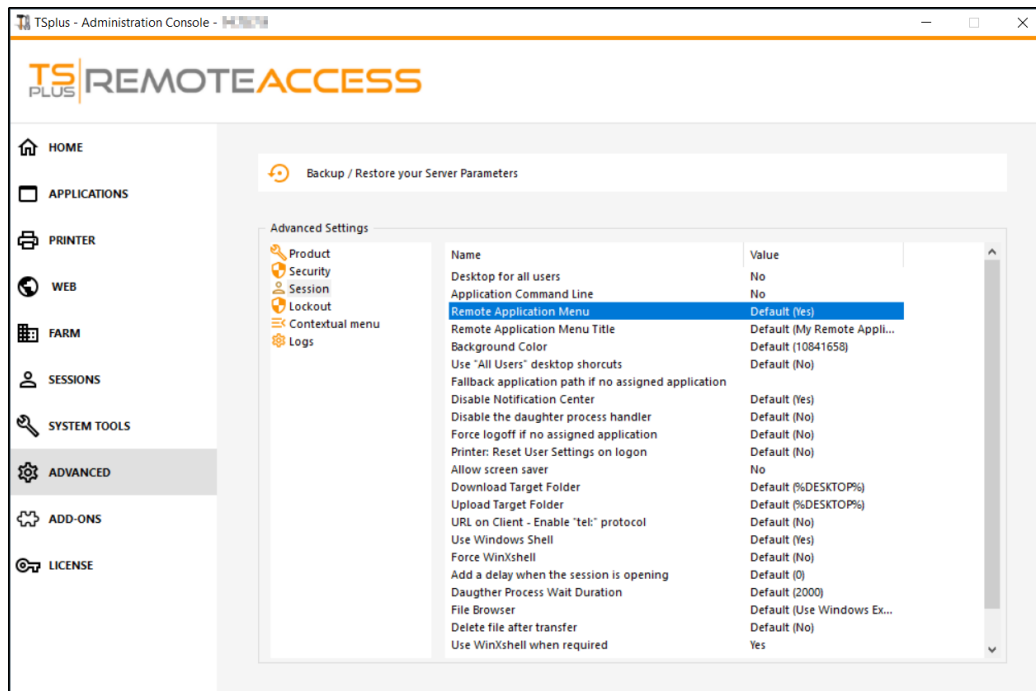 TSplus - Administration Console -
TS PLUS REMOTEACCESS
HOME
APPLICATIONS
PRINTER
WEB
FARM
SESSIONS
SYSTEM TOOLS
ADVANCED
ADD-ONS
LICENSE
Backup / Restore your Server Parameters
Advanced Settings
Product
Security
Session
Lockout
Contextual menu
Logs
Name Value
Desktop for all users No
Application Command Line No
Remote Application Menu Default (Yes)
Remote Application Menu Title Default (My Remote Appli...
Background Color Default (10841658)
Use "All Users" desktop shorcuts Default (No)
Fallback application path if no assigned application
Disable Notification Center Default (Yes)
Disable the daughter process handler Default (No)
Force logoff if no assigned application Default (No)
Printer: Reset User Settings on logon Default (No)
Allow screen saver No
Download Target Folder Default (%DESKTOP%)
Upload Target Folder Default (%DESKTOP%)
URL on Client - Enable "tel:" protocol Default (No)
Use Windows Shell Default (Yes)
Force WinXshell Default (No)
Add a delay when the session is opening Default (0)
Daugther Process Wait Duration Default (2000)
File Browser Default (Use Windows Ex...
Delete file after transfer Default (No)
Use WinXshell when required Yes